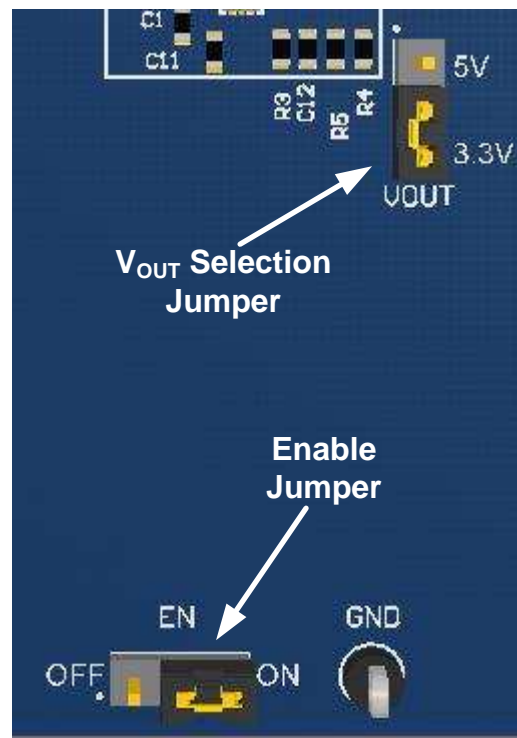 C1
C11
R3
C12
R5
R4
5V
3.3V
VOUT
VOUT Selection
Jumper
Enable
Jumper
EN
GND
OFF
ON